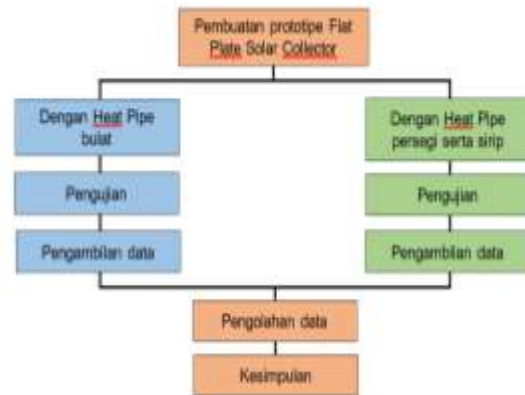 Pembuatan prototipe Flat
Plate Solar Collector
Dengan Heat Pipe
bulat
Pengujian
Pengambilan data
Dengan Heat Pipe
persegi serta sirip
Pengujian
Pengambilan data
Pengolahan data
Kesimpulan